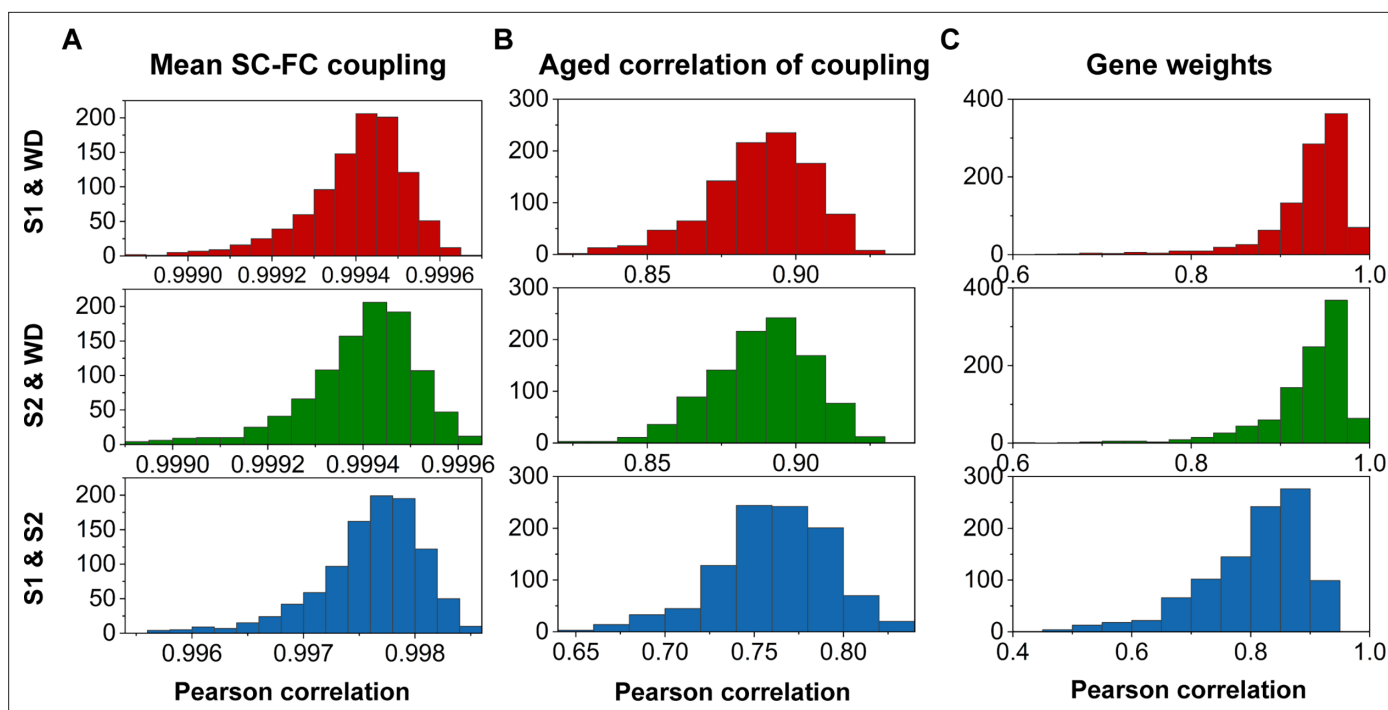 A
B
C
Mean SC-FC coupling
Aged correlation of coupling
Gene weights
S1 & WD
200
150
100
50
0
0.9990 0.9992 0.9994 0.9996
300
200
100
0
0.85 0.90
400
200
0
0.6 0.8 1.0
S2 & WD
200
150
100
50
0
0.9990 0.9992 0.9994 0.9996
300
200
100
0
0.85 0.90
400
200
0
0.6 0.8 1.0
S1 & S2
200
150
100
50
0
0.996 0.997 0.998
300
200
100
0
0.65 0.70 0.75 0.80
300
200
100
0
0.4 0.6 0.8 1.0
Pearson correlation
Pearson correlation
Pearson correlation